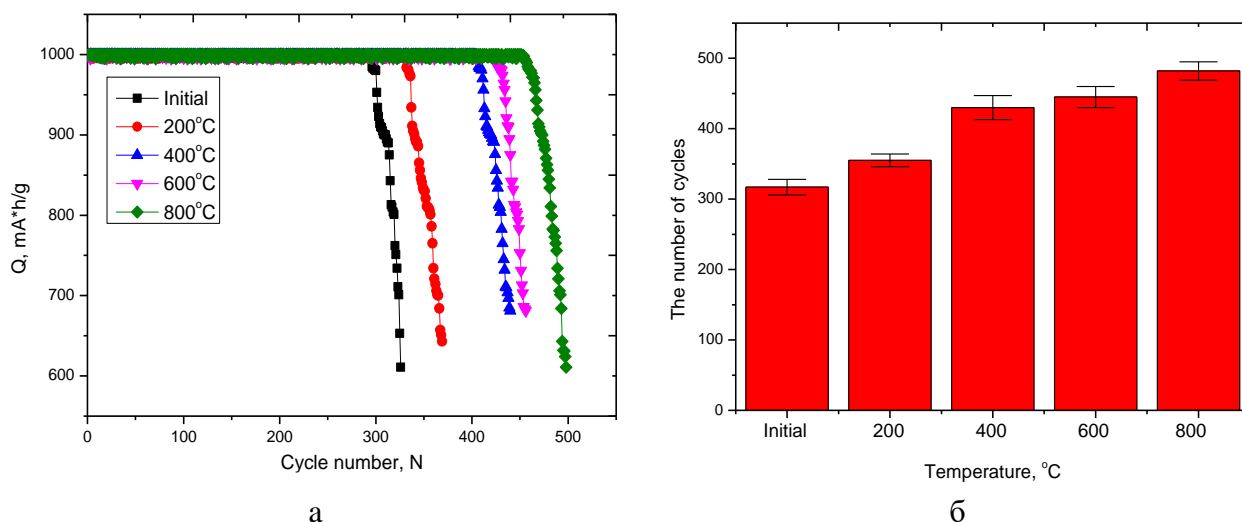 1000
900
800
700
600
0
100
200
300
400
500
Q, mA*h/g
Cycle number, N
Initial
200°C
400°C
600°C
800°C
а
500
400
300
200
100
0
The number of cycles
Initial
200
400
600
800
Temperature, °C
б